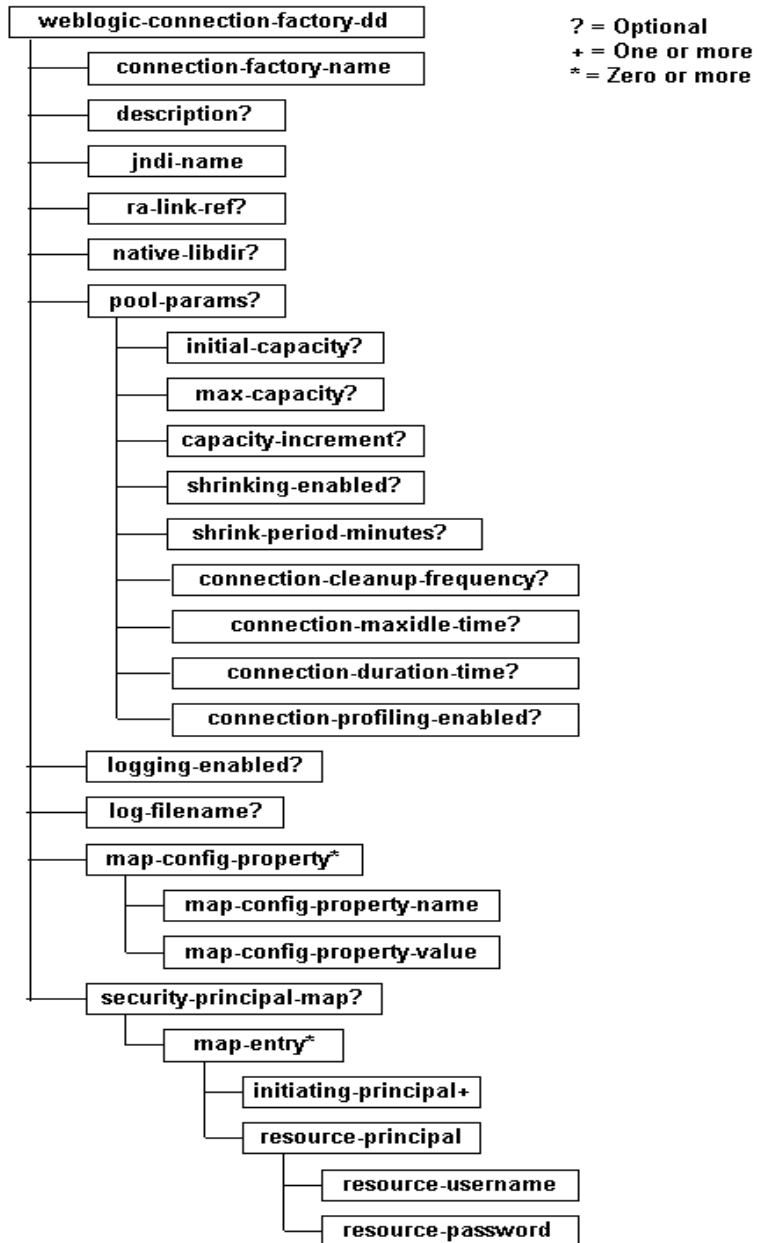 weblogic-connection-factory-dd
? = Optional
+ = One or more
* = Zero or more
connection-factory-name
description?
jndi-name
ra-link-ref?
native-libdir?
pool-params?
initial-capacity?
max-capacity?
capacity-increment?
shrinking-enabled?
shrink-period-minutes?
connection-cleanup-frequency?
connection-maxidle-time?
connection-duration-time?
connection-profiling-enabled?
logging-enabled?
log-filename?
map-config-property*
map-config-property-name
map-config-property-value
security-principal-map?
map-entry*
initiating-principal+
resource-principal
resource-username
resource-password